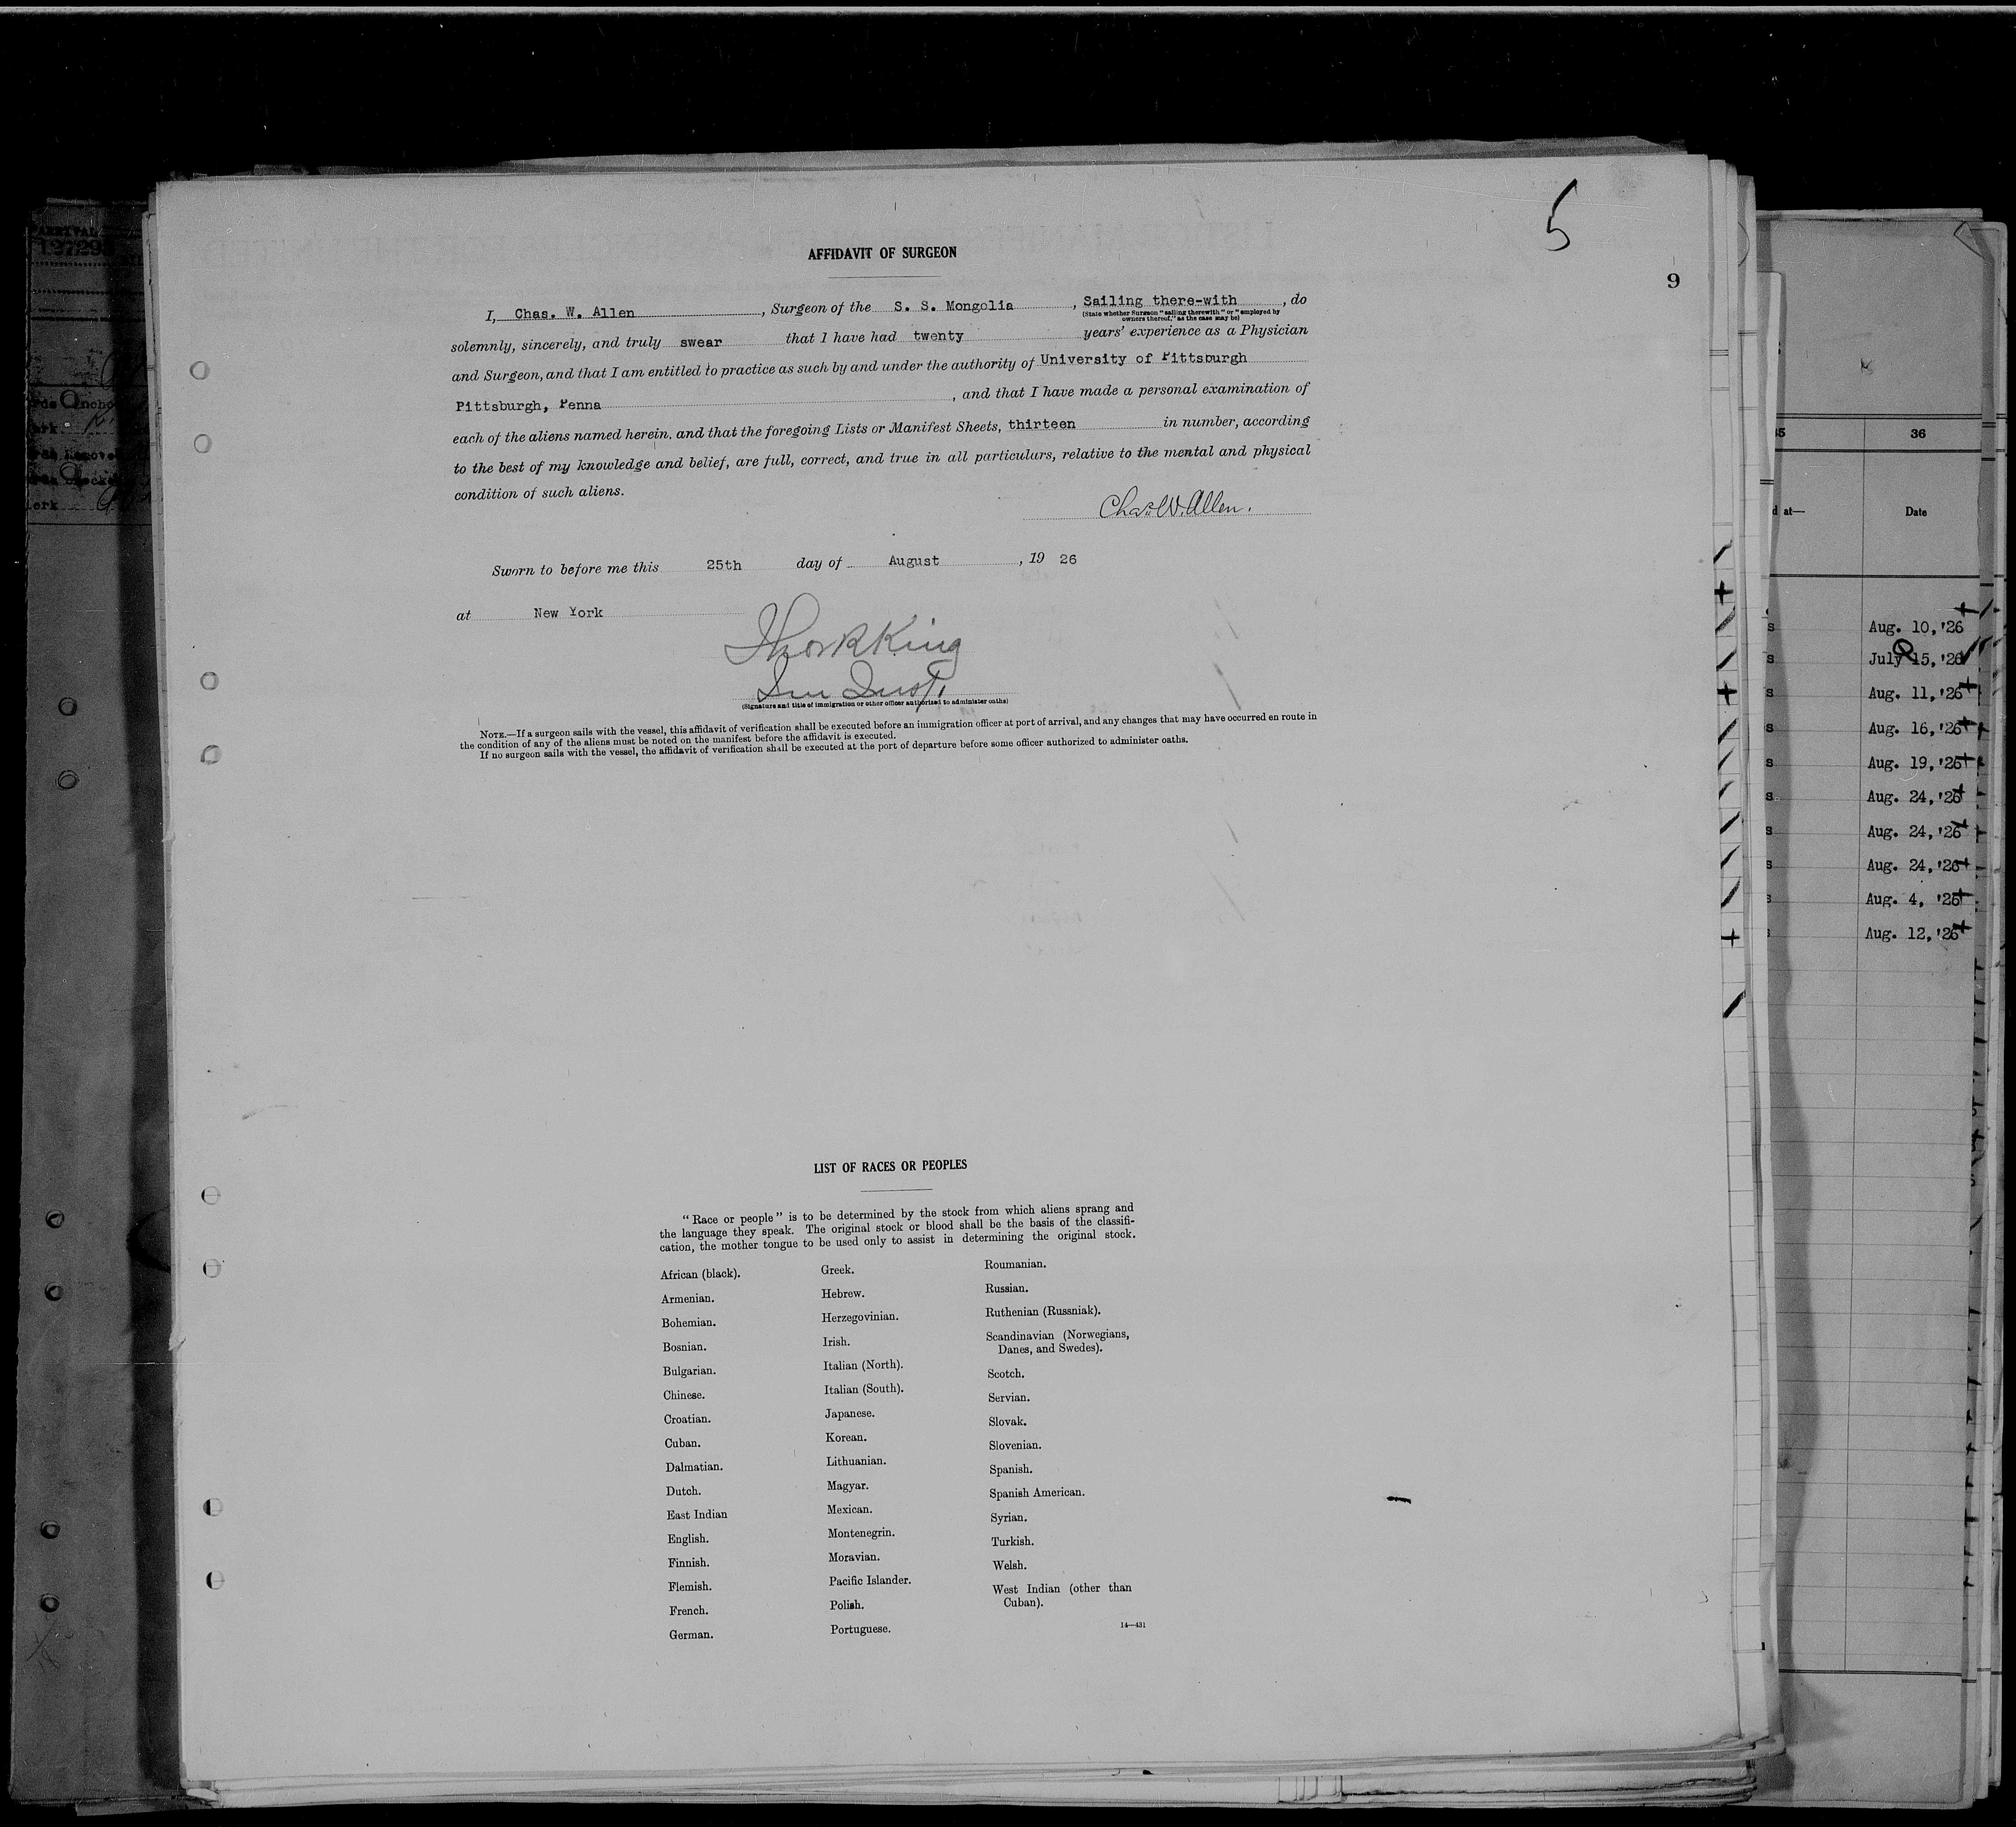 5
9
AFFIDAVIT OF SURGEON
I, Chas. W. Allen, Surgeon of the S. S. Mongolia, Sailing there-with, do
(State whether Surgeon "sailing therewith" or "employed by
owners thereof," as the case may be)
solemnly, sincerely, and truly swear that I have had twenty years' experience as a Physician
and Surgeon, and that I am entitled to practice as such by and under the authority of University of Pittsburgh
Pittsburgh, Penna, and that I have made a personal examination of
each of the aliens named herein, and that the foregoing Lists or Manifest Sheets, thirteen in number, according
to the best of my knowledge and belief, are full, correct, and true in all particulars, relative to the mental and physical
condition of such aliens.
Chas W. Allen.
Sworn to before me this 25th day of August, 19 26
at New York
Thos R King
Im Inst.
(Signature and title of immigration or other officer authorized to administer oaths)
NOTE.—If a surgeon sails with the vessel, this affidavit of verification shall be executed before an immigration officer at port of arrival, and any changes that may have occurred en route in
the condition of any of the aliens must be noted on the manifest before the affidavit is executed.
If no surgeon sails with the vessel, the affidavit of verification shall be executed at the port of departure before some officer authorized to administer oaths.
LIST OF RACES OR PEOPLES
"Race or people" is to be determined by the stock from which aliens sprang and
the language they speak. The original stock or blood shall be the basis of the classifi-
cation, the mother tongue to be used only to assist in determining the original stock.
African (black).
Armenian.
Bohemian.
Bosnian.
Bulgarian.
Chinese.
Croatian.
Cuban.
Dalmatian.
Dutch.
East Indian
English.
Finnish.
Flemish.
French.
German.
Greek.
Hebrew.
Herzegovinian.
Irish.
Italian (North).
Italian (South).
Japanese.
Korean.
Lithuanian.
Magyar.
Mexican.
Montenegrin.
Moravian.
Pacific Islander.
Polish.
Portuguese.
Roumanian.
Russian.
Ruthenian (Russniak).
Scandinavian (Norwegians,
Danes, and Swedes).
Scotch.
Servian.
Slovak.
Slovenian.
Spanish.
Spanish American.
Syrian.
Turkish.
Welsh.
West Indian (other than
Cuban).
14—431
36
d at—
Date
s Aug. 10, '26
s July 15, '26
s Aug. 11, '26
s Aug. 16, '26
s Aug. 19, '26
s Aug. 24, '26
s Aug. 24, '26
s Aug. 24, '26
s Aug. 4, '26
Aug. 12, '26